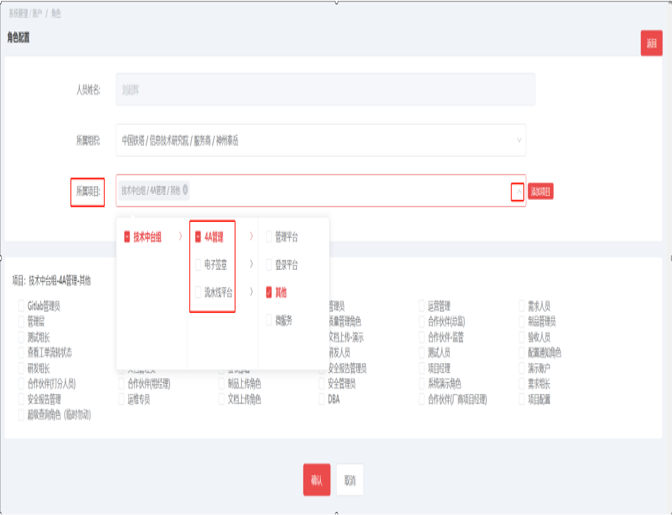 系统管理 / 账户 / 角色
角色配置
返回
人员姓名:
所属组织:
中国铁塔 / 信息技术研究院 / 服务商 / 神州泰岳
所属项目:
技术中台组 / 4A管理 / 其他
添加项目
技术中台组
4A管理
管理平台
电子签章
登录平台
流水线平台
其他
微服务
项目: 技术中台组-4A管理-其他
Gitlab管理员
管理员
运营管理
需求人员
管理层
质量管理角色
合作伙伴(总监)
制品管理员
测试组长
文档上传-演示
合作伙伴-监管
验收人员
查看工单流转状态
研发人员
测试人员
配置通知角色
研发组长
安全报告管理员
项目经理
演示账户
合作伙伴(打分人员)
合作伙伴(组经理)
制品上传角色
安全管理员
系统演示角色
需求组长
安全报告管理
运维专员
文档上传角色
DBA
合作伙伴(厂商项目经理)
项目配置
超级查询角色（临时勿动）
确认
取消